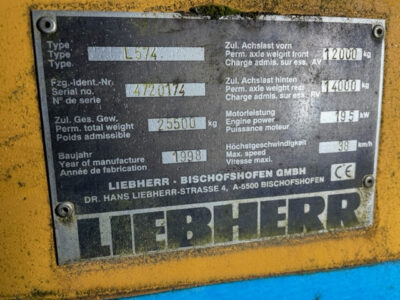 Type
Type L574
Type.
Fzg.-Ident.-Nr.
Serial no. 4720174
N° de serie
Zul. Ges. Gew.
Perm. total weight 25500 kg
Poids admissible
Baujahr
Year of manufacture 1998
Année de fabrication
Zul. Achslast vorn
Perm. axle weight front 12000 kg
Charge admis. sur ess. AV
Zul. Achslast hinten
Perm. axle weight rear 14000 kg
Charge admis. sur ess. RV
Motorleistung
Engine power 195 kW
Puissance moteur
Höchstgeschwindigkeit
Max. speed 38 km/h
Vitesse maxi.
LIEBHERR - BISCHOFSHOFEN GMBH
DR. HANS LIEBHERR-STRASSE 4, A-5500 BISCHOFSHOFEN
CE
LIEBHERR